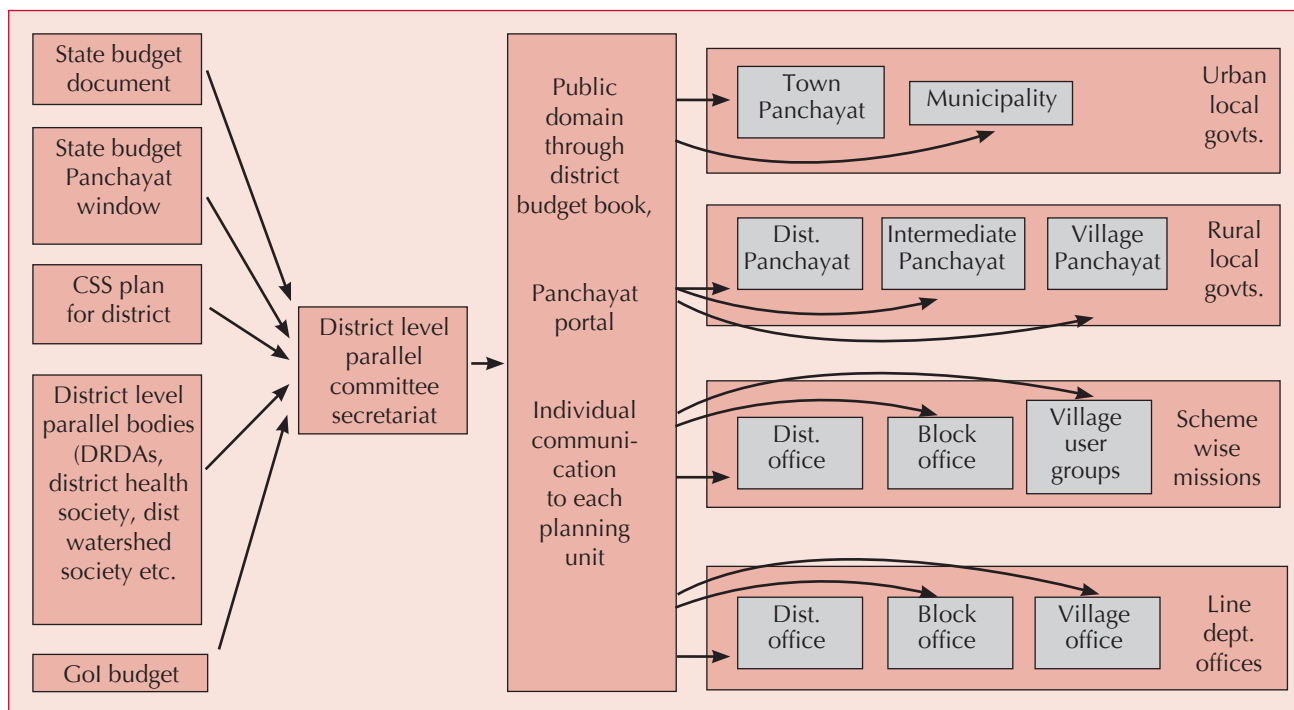 State budget
document
State budget
Panchayat
window
CSS plan
for district
District level
parallel bodies
(DRDAs,
district health
society, dist
watershed
society etc.
GoI budget
District level
parallel
committee
secretariat
Public
domain
through
district
budget book,
Panchayat
portal
Individual
communi-
cation
to each
planning
unit
Town
Panchayat
Municipality
Urban
local
govts.
Dist.
Panchayat
Intermediate
Panchayat
Village
Panchayat
Rural
local
govts.
Dist.
office
Block
office
Village
user
groups
Scheme
wise
missions
Dist.
office
Block
office
Village
office
Line
dept.
offices